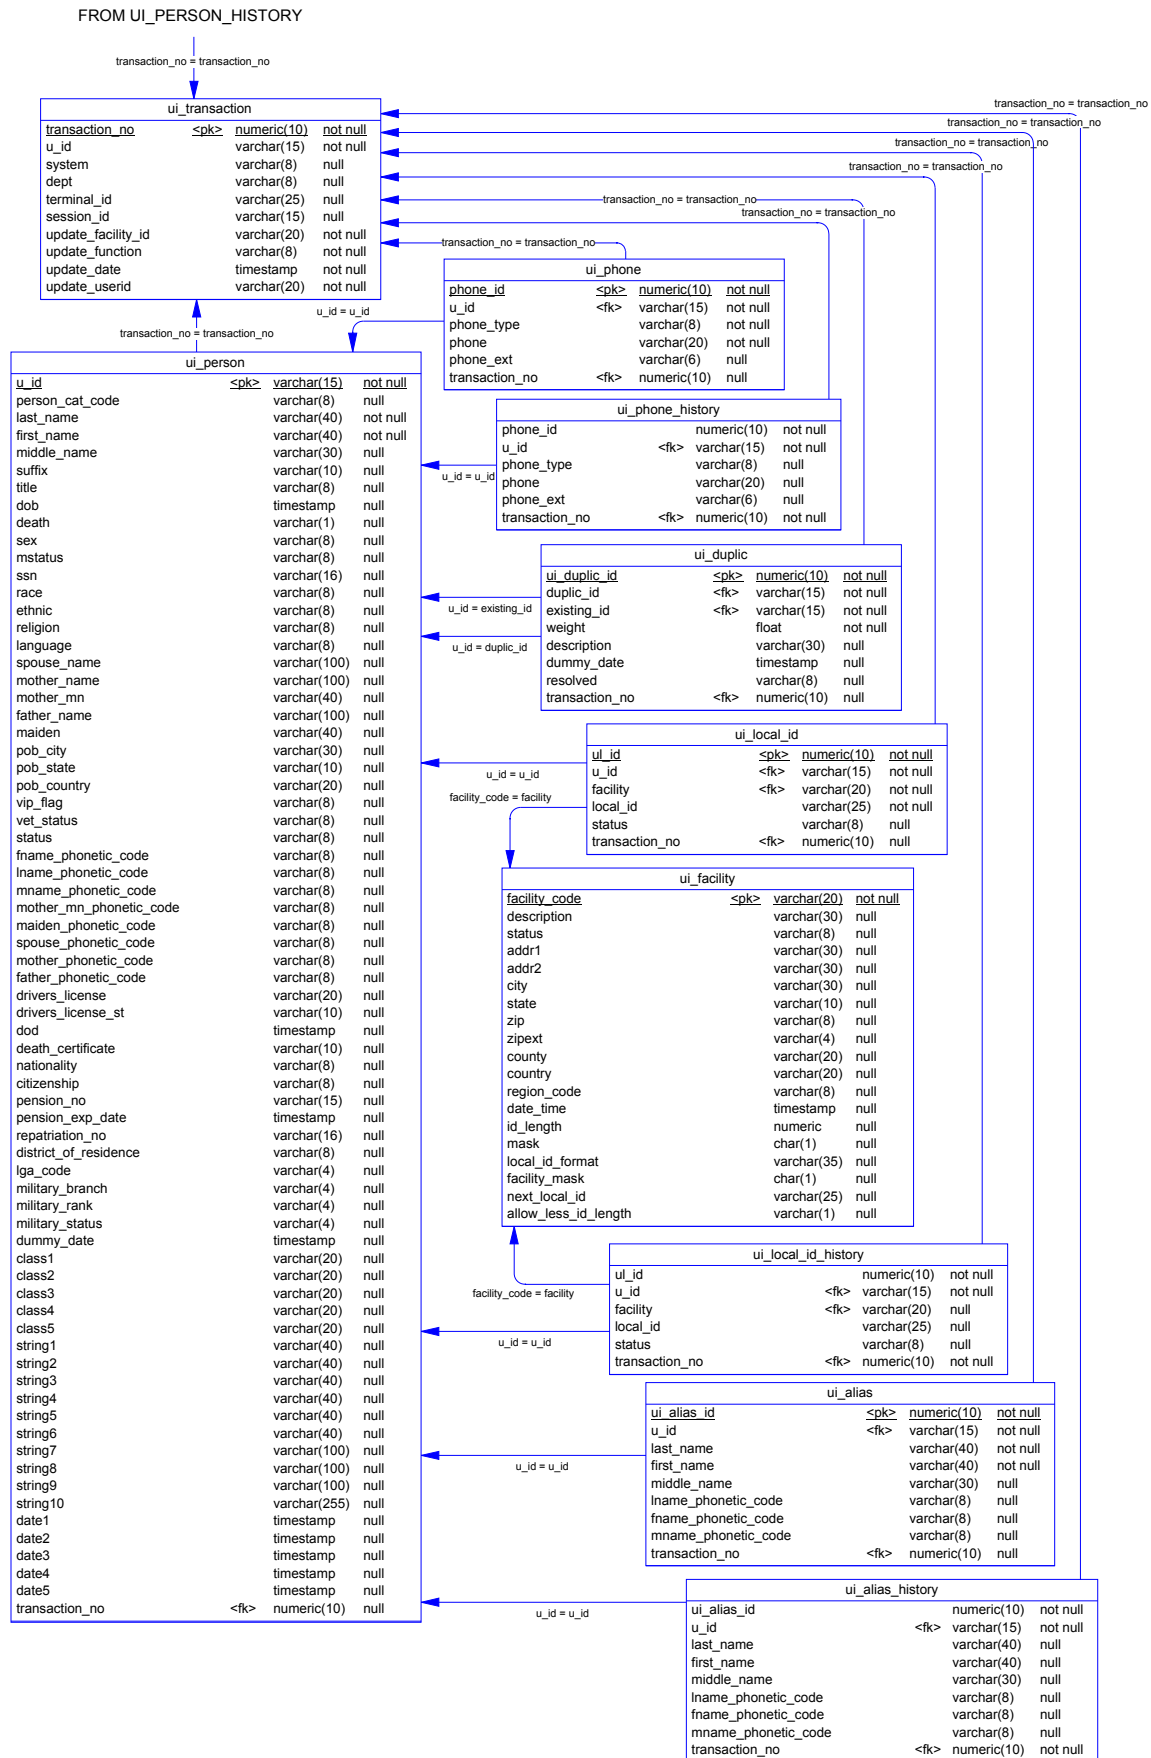 FROM UI_PERSON_HISTORY
transaction_no = transaction_no
ui_transaction
transaction_no <pk> numeric(10) not null
u_id varchar(15) not null
system varchar(8) null
dept varchar(8) null
terminal_id varchar(25) null
session_id varchar(15) null
update_facility_id varchar(20) not null
update_function varchar(8) not null
update_date timestamp not null
update_userid varchar(20) not null
transaction_no = transaction_no
transaction_no = transaction_no
transaction_no = transaction_no
transaction_no = transaction_no
transaction_no = transaction_no
transaction_no = transaction_no
transaction_no = transaction_no
transaction_no = transaction_no
u_id = u_id
ui_phone
phone_id <pk> numeric(10) not null
u_id <fk> varchar(15) not null
phone_type varchar(8) not null
phone varchar(20) not null
phone_ext varchar(6) null
transaction_no <fk> numeric(10) null
ui_person
u_id <pk> varchar(15) not null
person_cat_code varchar(8) null
last_name varchar(40) not null
first_name varchar(40) not null
middle_name varchar(30) null
suffix varchar(10) null
title varchar(8) null
dob timestamp null
death varchar(1) null
sex varchar(8) null
mstatus varchar(8) null
ssn varchar(16) null
race varchar(8) null
ethnic varchar(8) null
religion varchar(8) null
language varchar(8) null
spouse_name varchar(100) null
mother_name varchar(100) null
mother_mn varchar(40) null
father_name varchar(100) null
maiden varchar(40) null
pob_city varchar(30) null
pob_state varchar(10) null
pob_country varchar(20) null
vip_flag varchar(8) null
vet_status varchar(8) null
status varchar(8) null
fname_phonetic_code varchar(8) null
lname_phonetic_code varchar(8) null
mname_phonetic_code varchar(8) null
mother_mn_phonetic_code varchar(8) null
maiden_phonetic_code varchar(8) null
spouse_phonetic_code varchar(8) null
mother_phonetic_code varchar(8) null
father_phonetic_code varchar(8) null
drivers_license varchar(20) null
drivers_license_st varchar(10) null
dod timestamp null
death_certificate varchar(10) null
nationality varchar(8) null
citizenship varchar(8) null
pension_no varchar(15) null
pension_exp_date timestamp null
repatriation_no varchar(16) null
district_of_residence varchar(8) null
lga_code varchar(4) null
military_branch varchar(4) null
military_rank varchar(4) null
military_status varchar(4) null
dummy_date timestamp null
class1 varchar(20) null
class2 varchar(20) null
class3 varchar(20) null
class4 varchar(20) null
class5 varchar(20) null
string1 varchar(40) null
string2 varchar(40) null
string3 varchar(40) null
string4 varchar(40) null
string5 varchar(40) null
string6 varchar(40) null
string7 varchar(100) null
string8 varchar(100) null
string9 varchar(100) null
string10 varchar(255) null
date1 timestamp null
date2 timestamp null
date3 timestamp null
date4 timestamp null
date5 timestamp null
transaction_no <fk> numeric(10) null
ui_phone_history
phone_id numeric(10) not null
u_id <fk> varchar(15) not null
phone_type varchar(8) null
phone varchar(20) null
phone_ext varchar(6) null
transaction_no <fk> numeric(10) not null
u_id = u_id
ui_duplic
ui_duplic_id <pk> numeric(10) not null
duplic_id <fk> varchar(15) not null
existing_id <fk> varchar(15) not null
weight float not null
description varchar(30) null
dummy_date timestamp null
resolved varchar(8) null
transaction_no <fk> numeric(10) null
u_id = existing_id
u_id = duplic_id
ui_local_id
ul_id <pk> numeric(10) not null
u_id <fk> varchar(15) not null
facility <fk> varchar(20) not null
local_id varchar(25) not null
status varchar(8) null
transaction_no <fk> numeric(10) null
u_id = u_id
facility_code = facility
ui_facility
facility_code <pk> varchar(20) not null
description varchar(30) null
status varchar(8) null
addr1 varchar(30) null
addr2 varchar(30) null
city varchar(30) null
state varchar(10) null
zip varchar(8) null
zipext varchar(4) null
county varchar(20) null
country varchar(20) null
region_code varchar(8) null
date_time timestamp null
id_length numeric null
mask char(1) null
local_id_format varchar(35) null
facility_mask char(1) null
next_local_id varchar(25) null
allow_less_id_length varchar(1) null
ui_local_id_history
ul_id numeric(10) not null
u_id <fk> varchar(15) not null
facility <fk> varchar(20) null
local_id varchar(25) null
status varchar(8) null
transaction_no <fk> numeric(10) not null
facility_code = facility
u_id = u_id
ui_alias
ui_alias_id <pk> numeric(10) not null
u_id <fk> varchar(15) not null
last_name varchar(40) not null
first_name varchar(40) not null
middle_name varchar(30) null
lname_phonetic_code varchar(8) null
fname_phonetic_code varchar(8) null
mname_phonetic_code varchar(8) null
transaction_no <fk> numeric(10) null
u_id = u_id
ui_alias_history
ui_alias_id numeric(10) not null
u_id <fk> varchar(15) not null
last_name varchar(40) null
first_name varchar(40) null
middle_name varchar(30) null
lname_phonetic_code varchar(8) null
fname_phonetic_code varchar(8) null
mname_phonetic_code varchar(8) null
transaction_no <fk> numeric(10) not null
u_id = u_id